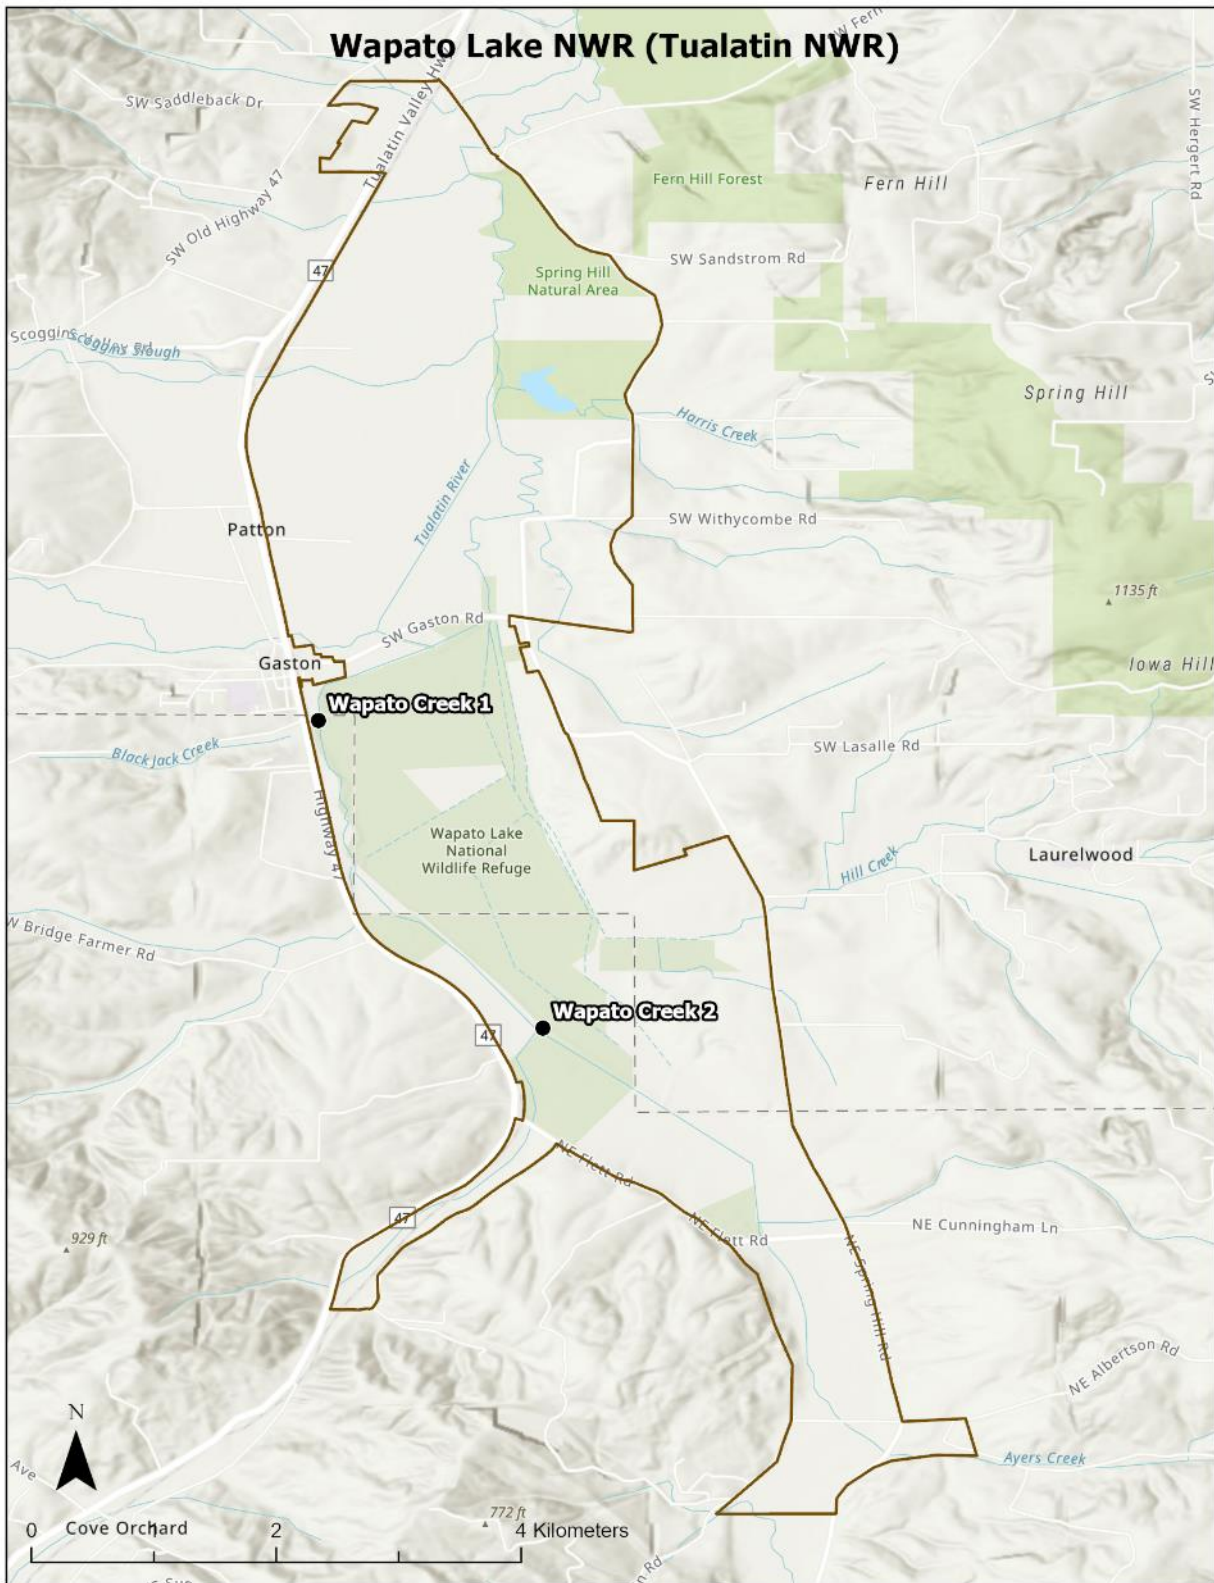 Wapato Lake NWR (Tualatin NWR)
SW Fern
SW Saddleback Dr
Tualatin Valley Hwy
SW Hergert Rd
Fern Hill Forest
Fern Hill
SW Old Highway 47
47
SW Sandstrom Rd
Spring Hill
Natural Area
Scoggins Valley Rd
Scoggins Slough
Spring Hill
Harris Creek
Tualatin River
SW Withycombe Rd
Patton
1135 ft
SW Gaston Rd
Gaston
Iowa Hill
Wapato Creek 1
Black Jack Creek
SW Lasalle Rd
Highway 47
Wapato Lake
National
Wildlife Refuge
Hill Creek
Laurelwood
W Bridge Farmer Rd
Wapato Creek 2
47
NE Flett Rd
47
NE Flett Rd
NE Cunningham Ln
929 ft
NE Spring Hill Rd
NE Albertson Rd
N
Ave
Ayers Creek
772 ft
0 1 2 4 Kilometers
Cove Orchard
Rd